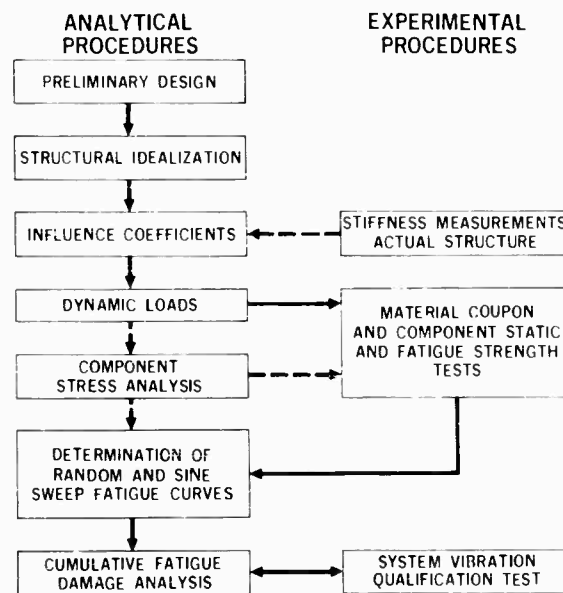 ANALYTICAL
PROCEDURES
EXPERIMENTAL
PROCEDURES
PRELIMINARY DESIGN
STRUCTURAL IDEALIZATION
INFLUENCE COEFFICIENTS
STIFFNESS MEASUREMENTS
ACTUAL STRUCTURE
DYNAMIC LOADS
MATERIAL COUPON
AND COMPONENT STATIC
AND FATIGUE STRENGTH
TESTS
COMPONENT
STRESS ANALYSIS
DETERMINATION OF
RANDOM AND SINE
SWEEP FATIGUE CURVES
CUMULATIVE FATIGUE
DAMAGE ANALYSIS
SYSTEM VIBRATION
QUALIFICATION TEST